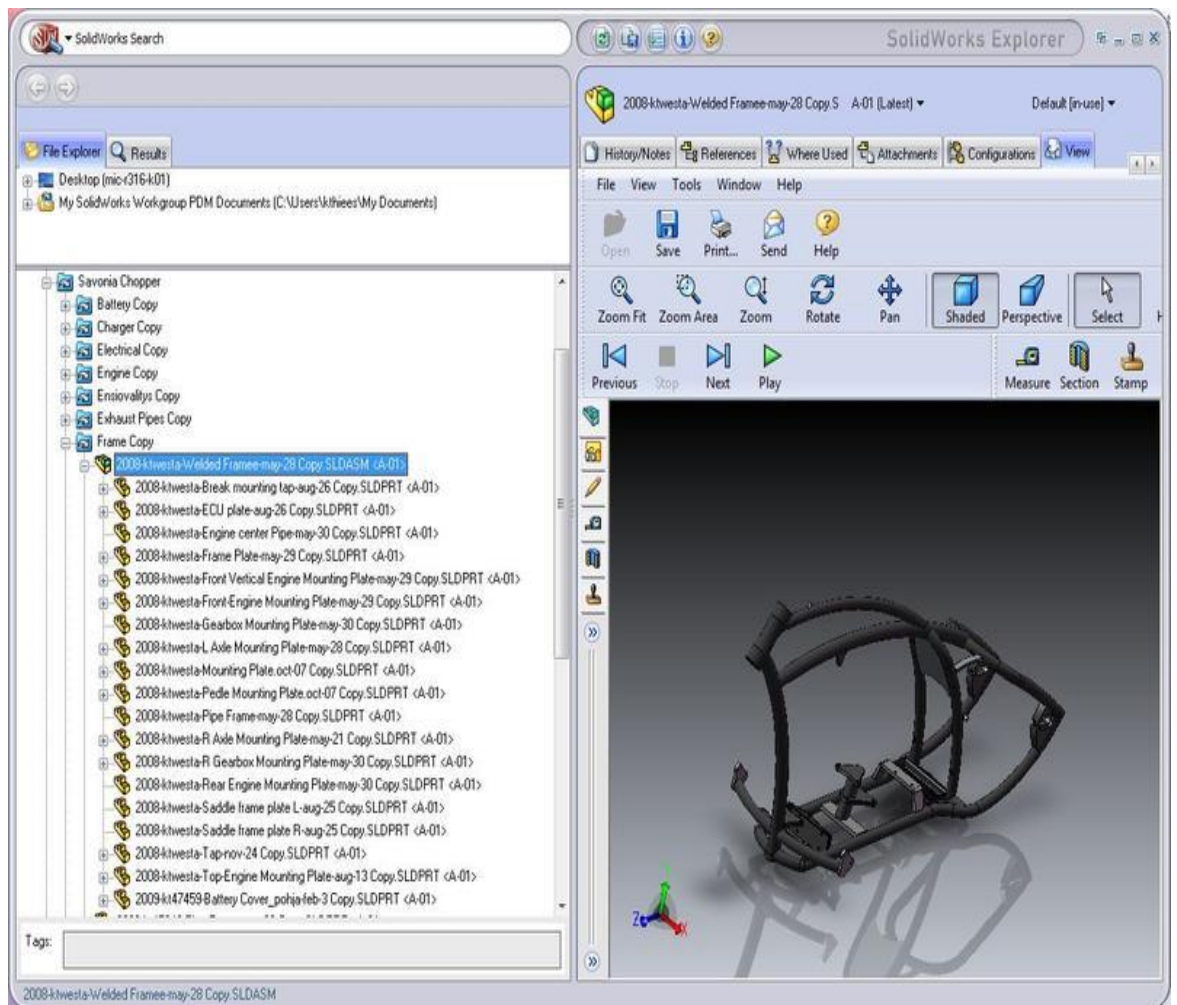 SolidWorks Search
SolidWorks Explorer
2008-ktwesta-Welded Framee-may-28 Copy.S A-01 (Latest) Default [in-use]
File Explorer Results
History/Notes References Where Used Attachments Configurations View
Desktop (mic-r316-k01)
My SolidWorks Workgroup PDM Documents (C:\Users\kthiees\My Documents)
File View Tools Window Help
Open Save Print... Send Help
Zoom Fit Zoom Area Zoom Rotate Pan Shaded Perspective Select
Previous Stop Next Play Measure Section Stamp
Savonia Chopper
Battery Copy
Charger Copy
Electrical Copy
Engine Copy
Ensiovalitys Copy
Exhaust Pipes Copy
Frame Copy
2008-ktwesta-Welded Framee-may-28 Copy.SLDASM <A-01>
2008-ktwesta-Break mounting tap-aug-26 Copy.SLDPRT <A-01>
2008-ktwesta-ECU plate-aug-26 Copy.SLDPRT <A-01>
2008-ktwesta-Engine center Pipe-may-30 Copy.SLDPRT <A-01>
2008-ktwesta-Frame Plate-may-29 Copy.SLDPRT <A-01>
2008-ktwesta-Front Vertical Engine Mounting Plate-may-29 Copy.SLDPRT <A-01>
2008-ktwesta-Front-Engine Mounting Plate-may-29 Copy.SLDPRT <A-01>
2008-ktwesta-Gearbox Mounting Plate-may-30 Copy.SLDPRT <A-01>
2008-ktwesta-L Axle Mounting Plate-may-28 Copy.SLDPRT <A-01>
2008-ktwesta-Mounting Plate.oct-07 Copy.SLDPRT <A-01>
2008-ktwesta-Pedle Mounting Plate.oct-07 Copy.SLDPRT <A-01>
2008-ktwesta-Pipe Frame-may-28 Copy.SLDPRT <A-01>
2008-ktwesta-R Axle Mounting Plate-may-21 Copy.SLDPRT <A-01>
2008-ktwesta-R Gearbox Mounting Plate-may-30 Copy.SLDPRT <A-01>
2008-ktwesta-Rear Engine Mounting Plate-may-30 Copy.SLDPRT <A-01>
2008-ktwesta-Saddle frame plate L-aug-25 Copy.SLDPRT <A-01>
2008-ktwesta-Saddle frame plate R-aug-25 Copy.SLDPRT <A-01>
2008-ktwesta-Tap-nov-24 Copy.SLDPRT <A-01>
2008-ktwesta-Top-Engine Mounting Plate-aug-13 Copy.SLDPRT <A-01>
2009-kt47459-Battery Cover_pohja-feb-3 Copy.SLDPRT <A-01>
Y
Z
X
Tags:
2008-ktwesta-Welded Framee-may-28 Copy.SLDASM